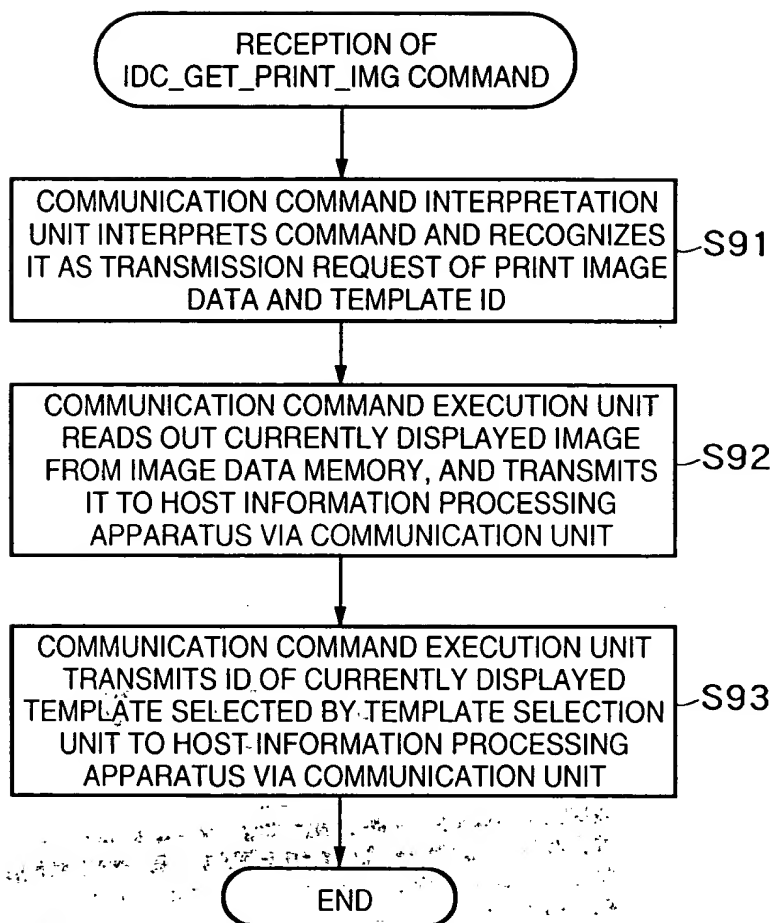 RECEPTION OF
IDC_GET_PRINT_IMG COMMAND
COMMUNICATION COMMAND INTERPRETATION
UNIT INTERPRETS COMMAND AND RECOGNIZES
IT AS TRANSMISSION REQUEST OF PRINT IMAGE
DATA AND TEMPLATE ID
S91
COMMUNICATION COMMAND EXECUTION UNIT
READS OUT CURRENTLY DISPLAYED IMAGE
FROM IMAGE DATA MEMORY, AND TRANSMITS
IT TO HOST INFORMATION PROCESSING
APPARATUS VIA COMMUNICATION UNIT
S92
COMMUNICATION COMMAND EXECUTION UNIT
TRANSMITS ID OF CURRENTLY DISPLAYED
TEMPLATE SELECTED BY TEMPLATE SELECTION
UNIT TO HOST INFORMATION PROCESSING
APPARATUS VIA COMMUNICATION UNIT
S93
END